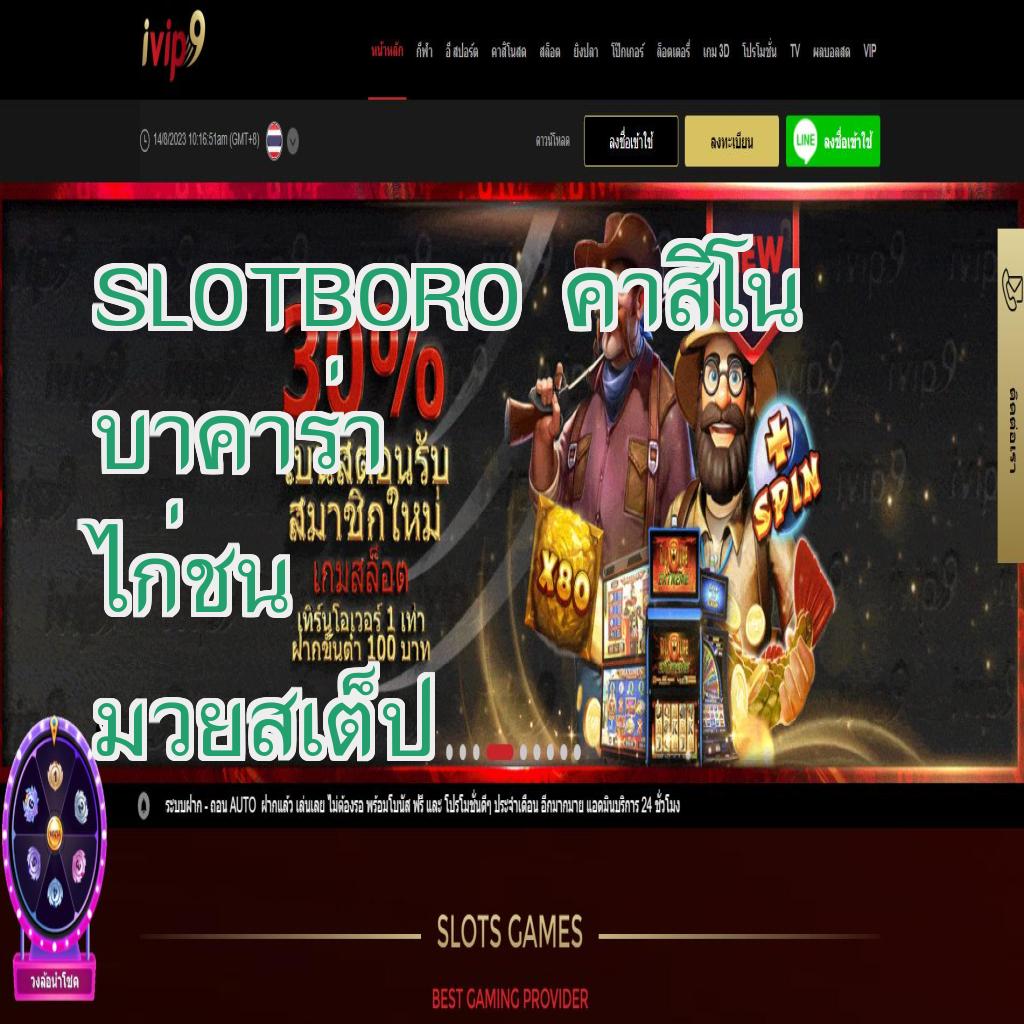 ivip9
หน้าหลัก กีฬา อี สปอร์ต คาสิโนสด สล็อต ยิงปลา โป๊กเกอร์ ล็อตเตอรี่ เกม 3D โปรโมชั่น TV ผลบอลสด VIP
14/8/2023 10:16:51am (GMT+8)
ดาวน์โหลด ลงชื่อเข้าใช้ ลงทะเบียน LINE ลงชื่อเข้าใช้
SLOTBORO คาสิโน
บาคาร่า
ไก่ชน
มวยสเต็ป
30%
สมาชิกใหม่
เกมสล็อต
เทิร์นโอเวอร์ 1 เท่า
ฝากขั้นต่ำ 100 บาท
X80
+
SPIN
ติดต่อเรา
ระบบฝาก - ถอน AUTO ฝากแล้ว เล่นเลย ไม่ต้องรอ พร้อมโบนัส ฟรี และ โปรโมชั่นดีๆ ประจำเดือน อีกมากมาย แอดมินบริการ 24 ชั่วโมง
วงล้อนำโชค
SLOTS GAMES
BEST GAMING PROVIDER